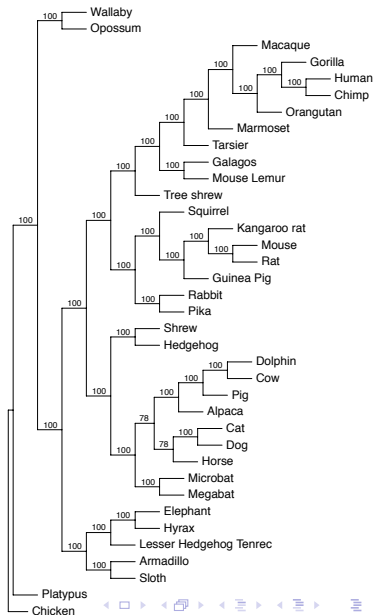 100 Wallaby
Opossum
Macaque
100 Gorilla
100 100 Human
100 100 Chimp
100 Orangutan
100 Marmoset
100 Tarsier
100 100 Galagos
Mouse Lemur
100 Tree shrew
Squirrel
100 100 Kangaroo rat
100 100 Mouse
100 Rat
100 Guinea Pig
100 Rabbit
Pika
100
100 Shrew
Hedgehog
100 Dolphin
100 Cow
100 Pig
100
78 Alpaca
100 Cat
78 Dog
100 Horse
100 Microbat
Megabat
100 Elephant
100 Hyrax
Lesser Hedgehog Tenrec
100 100 Armadillo
Sloth
Platypus
Chicken